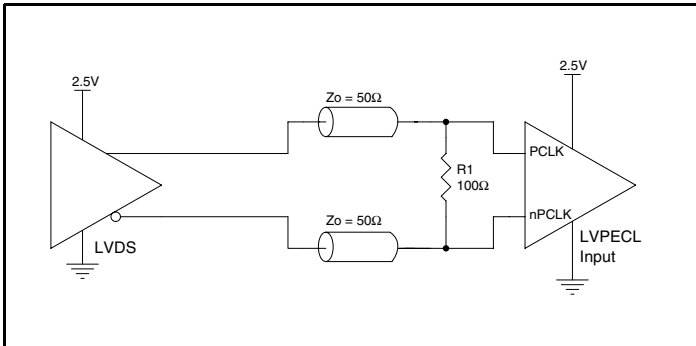 2.5V
2.5V
Zo = 50Ω
PCLK
R1
100Ω
Zo = 50Ω
nPCLK
LVDS
LVPECL
Input